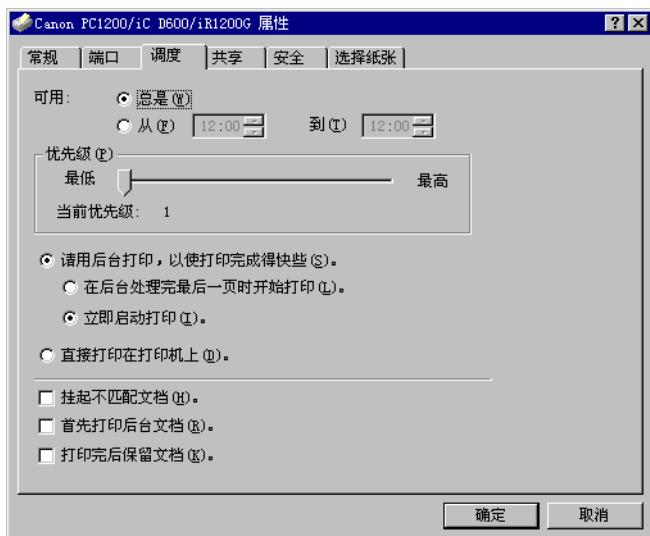 Canon PC1200/iC D600/iR1200G 属性
常规 端口 调度 共享 安全 选择纸张
可用: 总是(W)
从(F) 12:00 到(T) 12:00
优先级(P)
最低 最高
当前优先级: 1
请用后台打印，以使打印完成得快些(S)。
在后台处理完最后一页时开始打印(L)。
立即启动打印(I)。
直接打印在打印机上(D)。
挂起不匹配文档(H)。
首先打印后台文档(R)。
打印完后保留文档(K)。
确定 取消